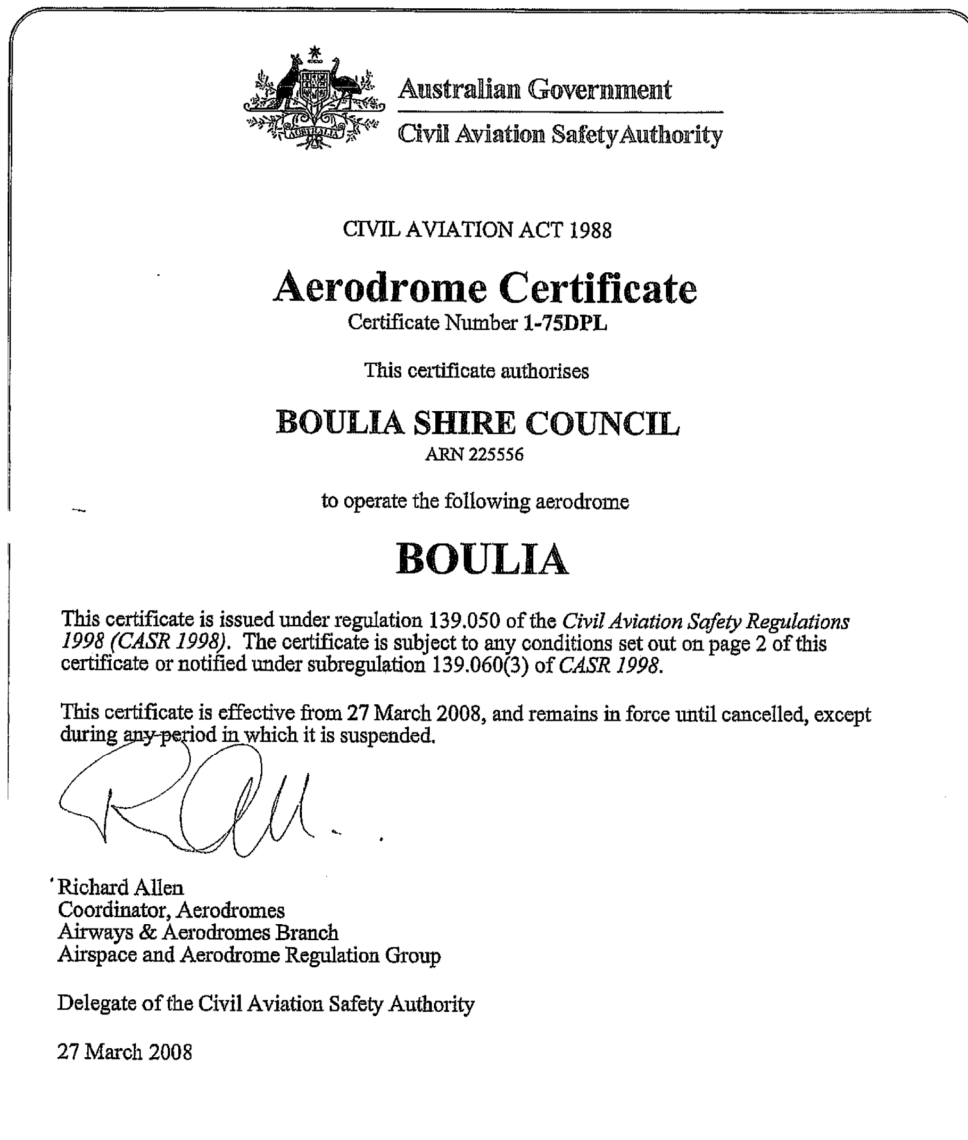 AUSTRALIA
Australian Government
Civil Aviation Safety Authority
CIVIL AVIATION ACT 1988
Aerodrome Certificate
Certificate Number 1-75DPL
This certificate authorises
BOULIA SHIRE COUNCIL
ARN 225556
to operate the following aerodrome
BOULIA
This certificate is issued under regulation 139.050 of the Civil Aviation Safety Regulations
1998 (CASR 1998). The certificate is subject to any conditions set out on page 2 of this
certificate or notified under subregulation 139.060(3) of CASR 1998.
This certificate is effective from 27 March 2008, and remains in force until cancelled, except
during any period in which it is suspended.
Richard Allen
Coordinator, Aerodromes
Airways & Aerodromes Branch
Airspace and Aerodrome Regulation Group
Delegate of the Civil Aviation Safety Authority
27 March 2008